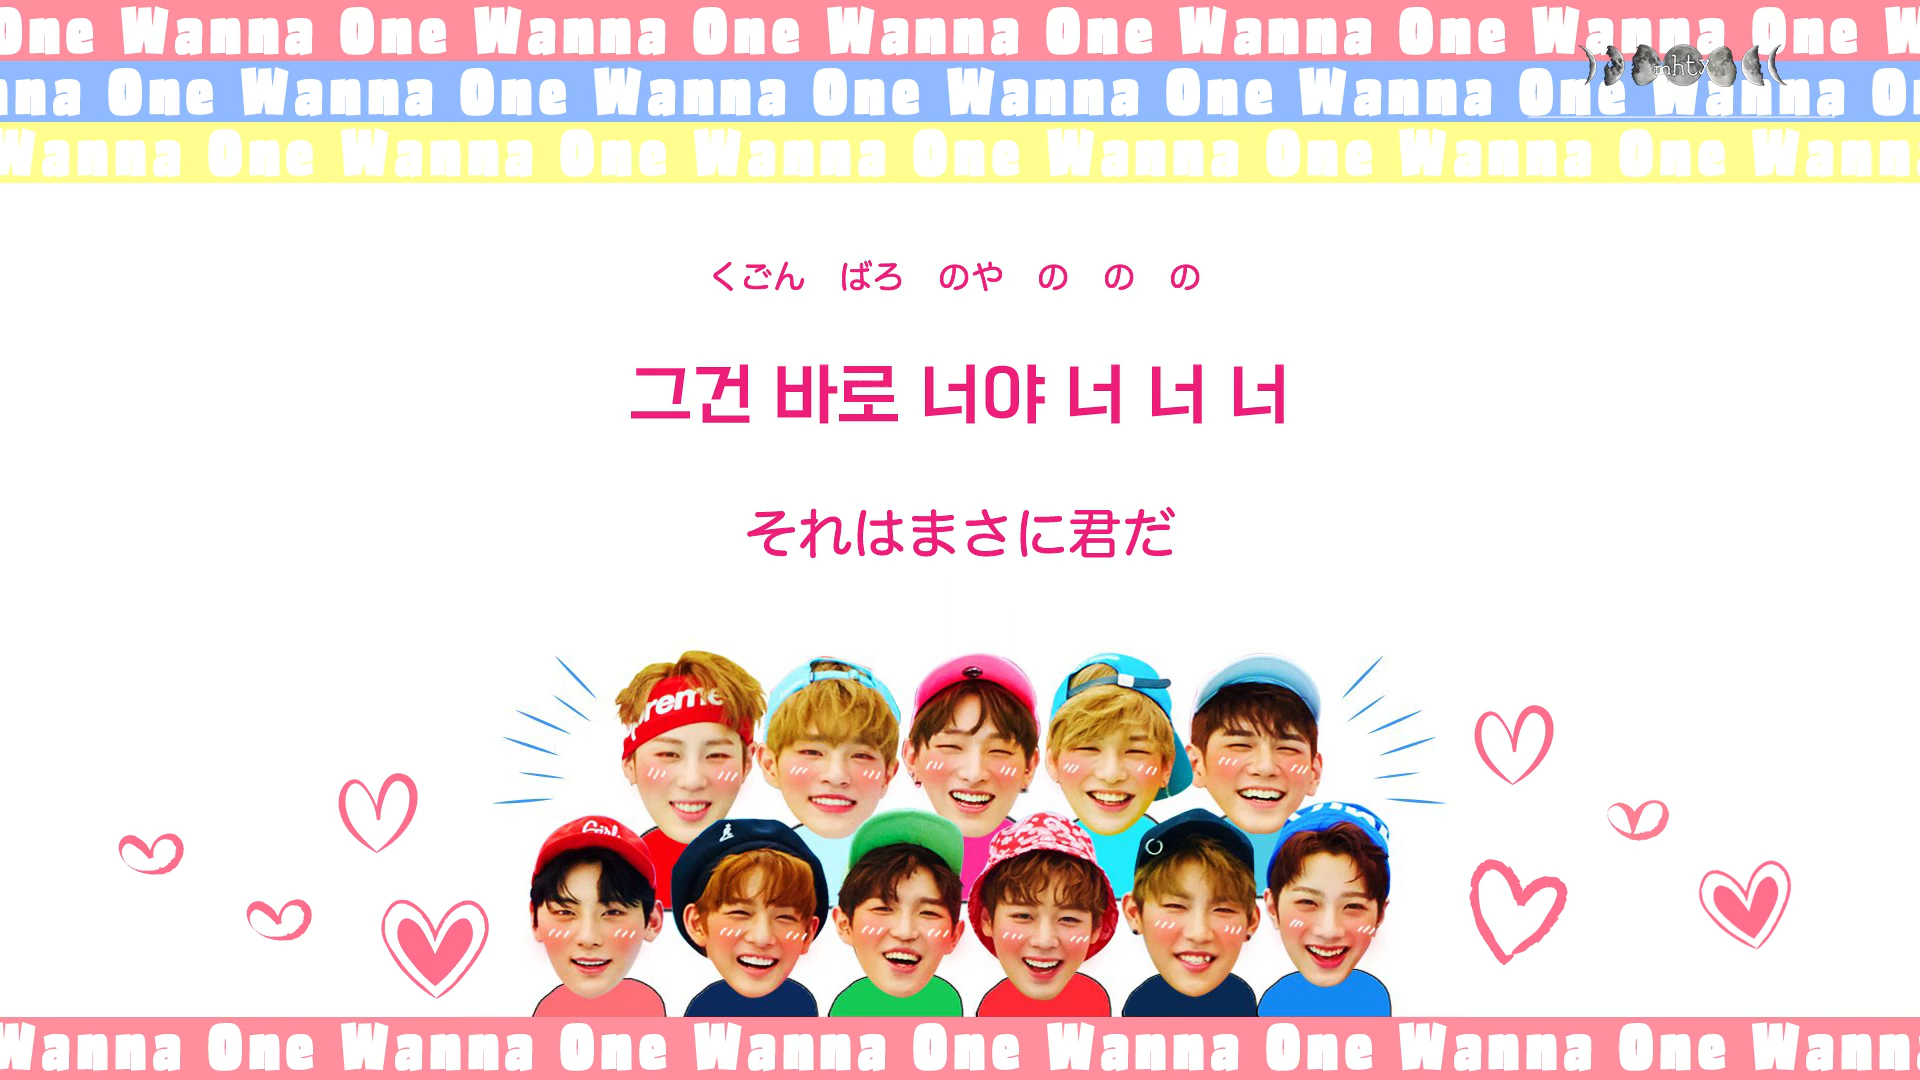 One Wanna One Wanna One Wanna One Wanna One Wanna One W
nna One Wanna One Wanna One Wanna One Wanna One Wanna O
mhty
Wanna One Wanna One Wanna One Wanna One Wanna One Wann
くごん ばろ のや の の の
그건 바로 너야 너 너 너
それはまさに君だ
preme
Girl.
Wanna One Wanna One Wanna One Wanna One Wanna One Wann